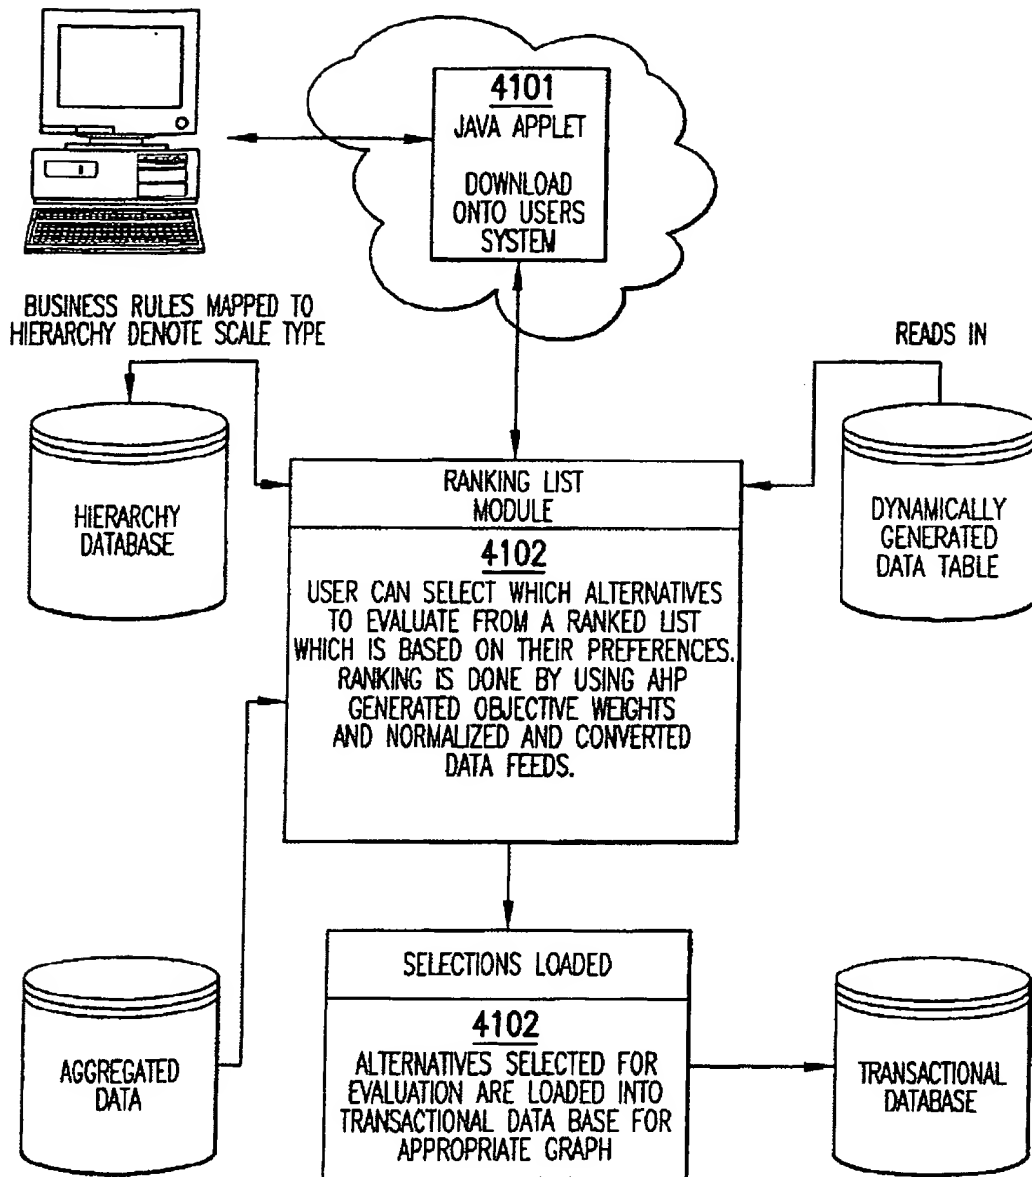 4101
JAVA APPLET
DOWNLOAD
ONTO USERS
SYSTEM
BUSINESS RULES MAPPED TO
HIERARCHY DENOTE SCALE TYPE
READS IN
HIERARCHY
DATABASE
RANKING LIST
MODULE
4102
USER CAN SELECT WHICH ALTERNATIVES
TO EVALUATE FROM A RANKED LIST
WHICH IS BASED ON THEIR PREFERENCES.
RANKING IS DONE BY USING AHP
GENERATED OBJECTIVE WEIGHTS
AND NORMALIZED AND CONVERTED
DATA FEEDS.
DYNAMICALLY
GENERATED
DATA TABLE
AGGREGATED
DATA
SELECTIONS LOADED
4102
ALTERNATIVES SELECTED FOR
EVALUATION ARE LOADED INTO
TRANSACTIONAL DATA BASE FOR
APPROPRIATE GRAPH
TRANSACTIONAL
DATABASE